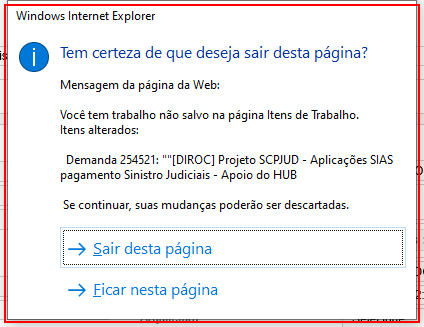 Windows Internet Explorer
Tem certeza de que deseja sair desta página?
Mensagem da página da Web:
Você tem trabalho não salvo na página Itens de Trabalho.
Itens alterados:
Demanda 254521: ""[DIROC] Projeto SCPJUD - Aplicações SIAS
pagamento Sinistro Judiciais - Apoio do HUB
Se continuar, suas mudanças poderão ser descartadas.
Sair desta página
Ficar nesta página